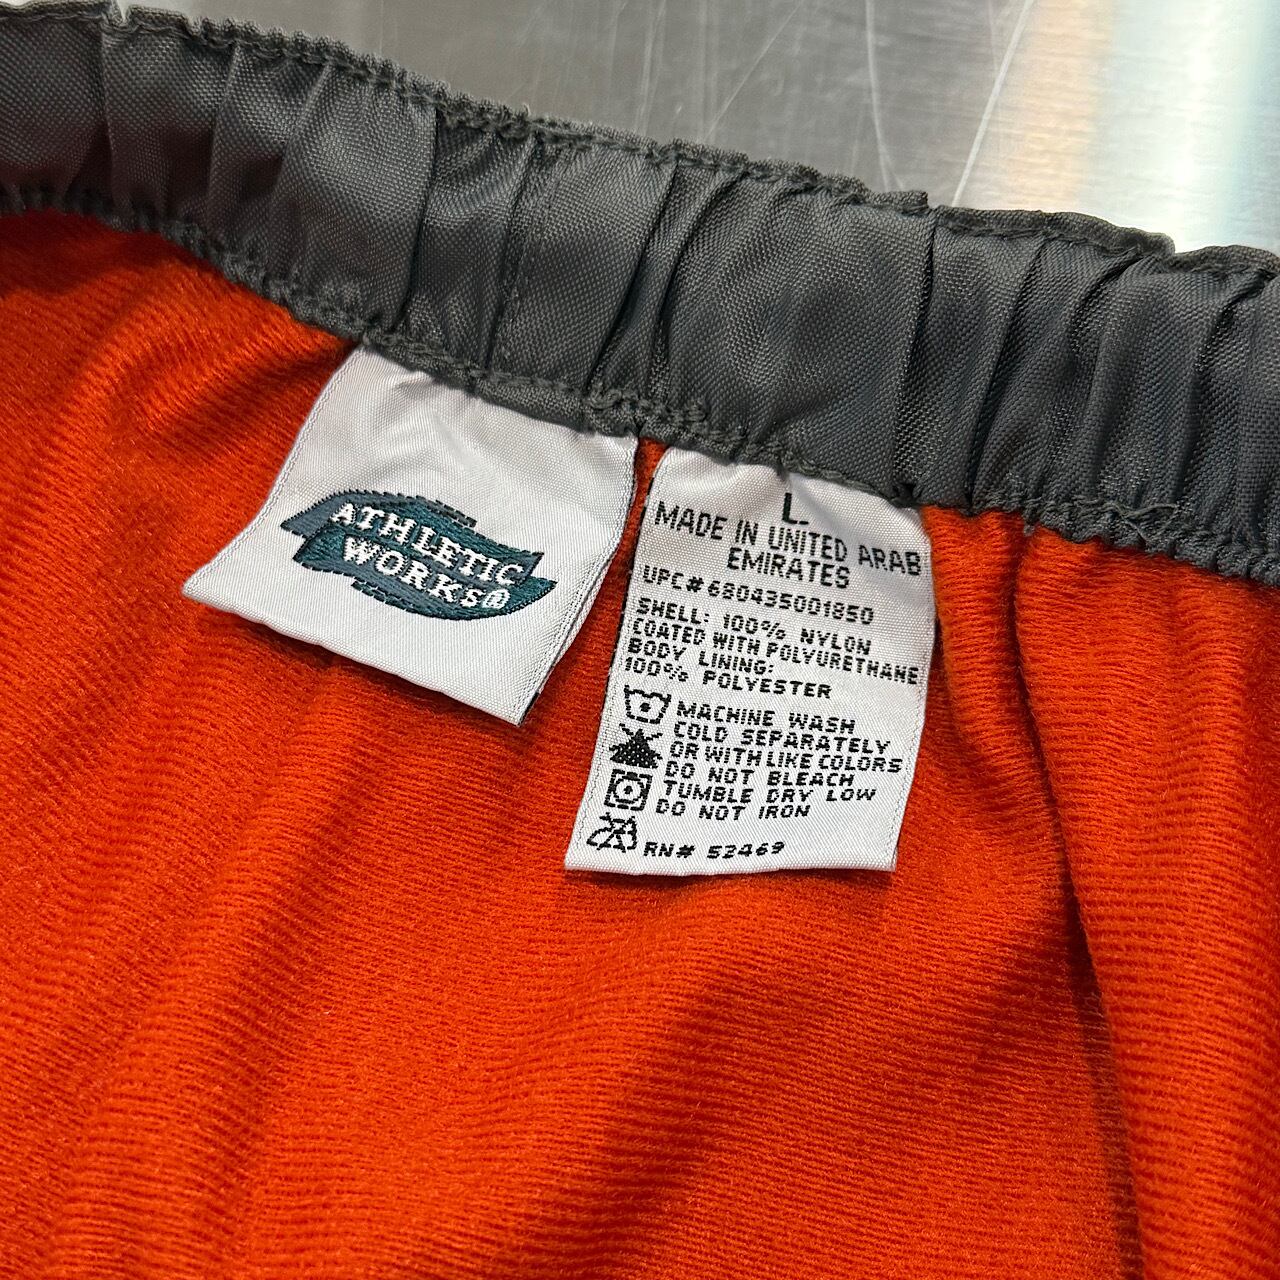 ATHLETIC
WORKS®
L
MADE IN UNITED ARAB
EMIRATES
UPC# 680435001850
SHELL: 100% NYLON
COATED WITH POLYURETHANE
BODY LINING:
100% POLYESTER
MACHINE WASH
COLD SEPARATELY
OR WITH LIKE COLORS
DO NOT BLEACH
TUMBLE DRY LOW
DO NOT IRON
RN# 52469